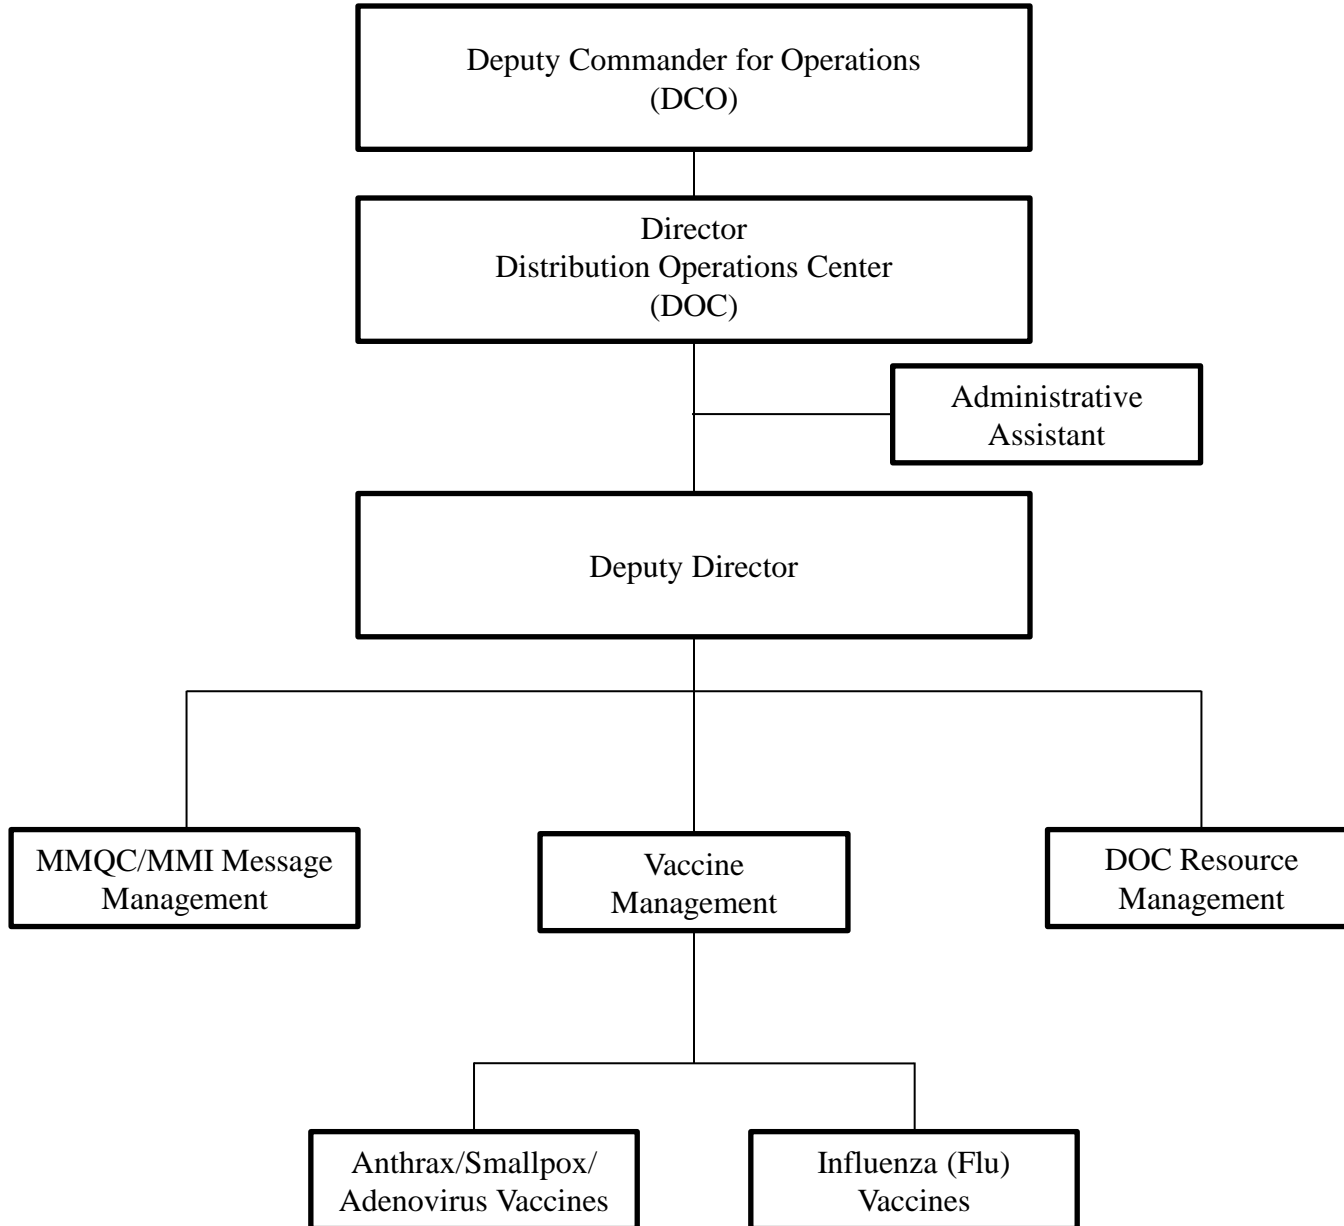 Deputy Commander for Operations
(DCO)
Director
Distribution Operations Center
(DOC)
Administrative
Assistant
Deputy Director
MMQC/MMI Message
Management
Vaccine
Management
DOC Resource
Management
Anthrax/Smallpox/
Adenovirus Vaccines
Influenza (Flu)
Vaccines